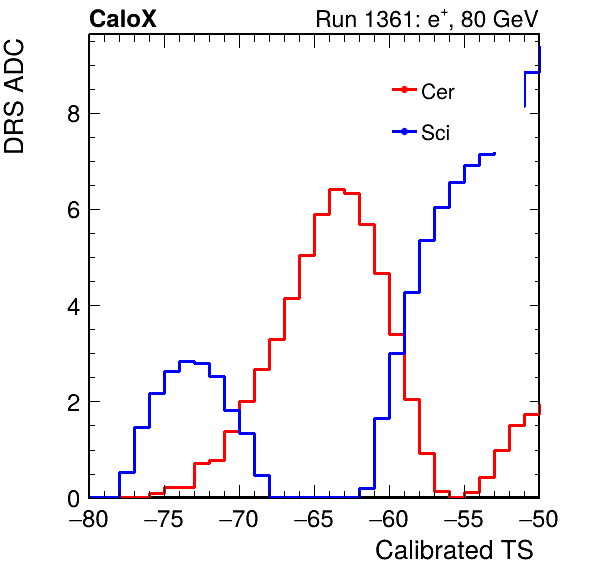 CaloX Run 1361: e⁺, 80 GeV
DRS ADC
Cer
Sci
8
6
4
2
0
−80 −75 −70 −65 −60 −55 −50
Calibrated TS